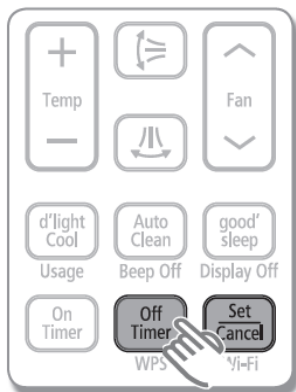 +
Temp
Fan
—
d'light
Cool
Auto
Clean
good'
sleep
Usage
Beep Off
Display Off
On
Timer
Off
Timer
Set
Cancel
WPS
Wi-Fi